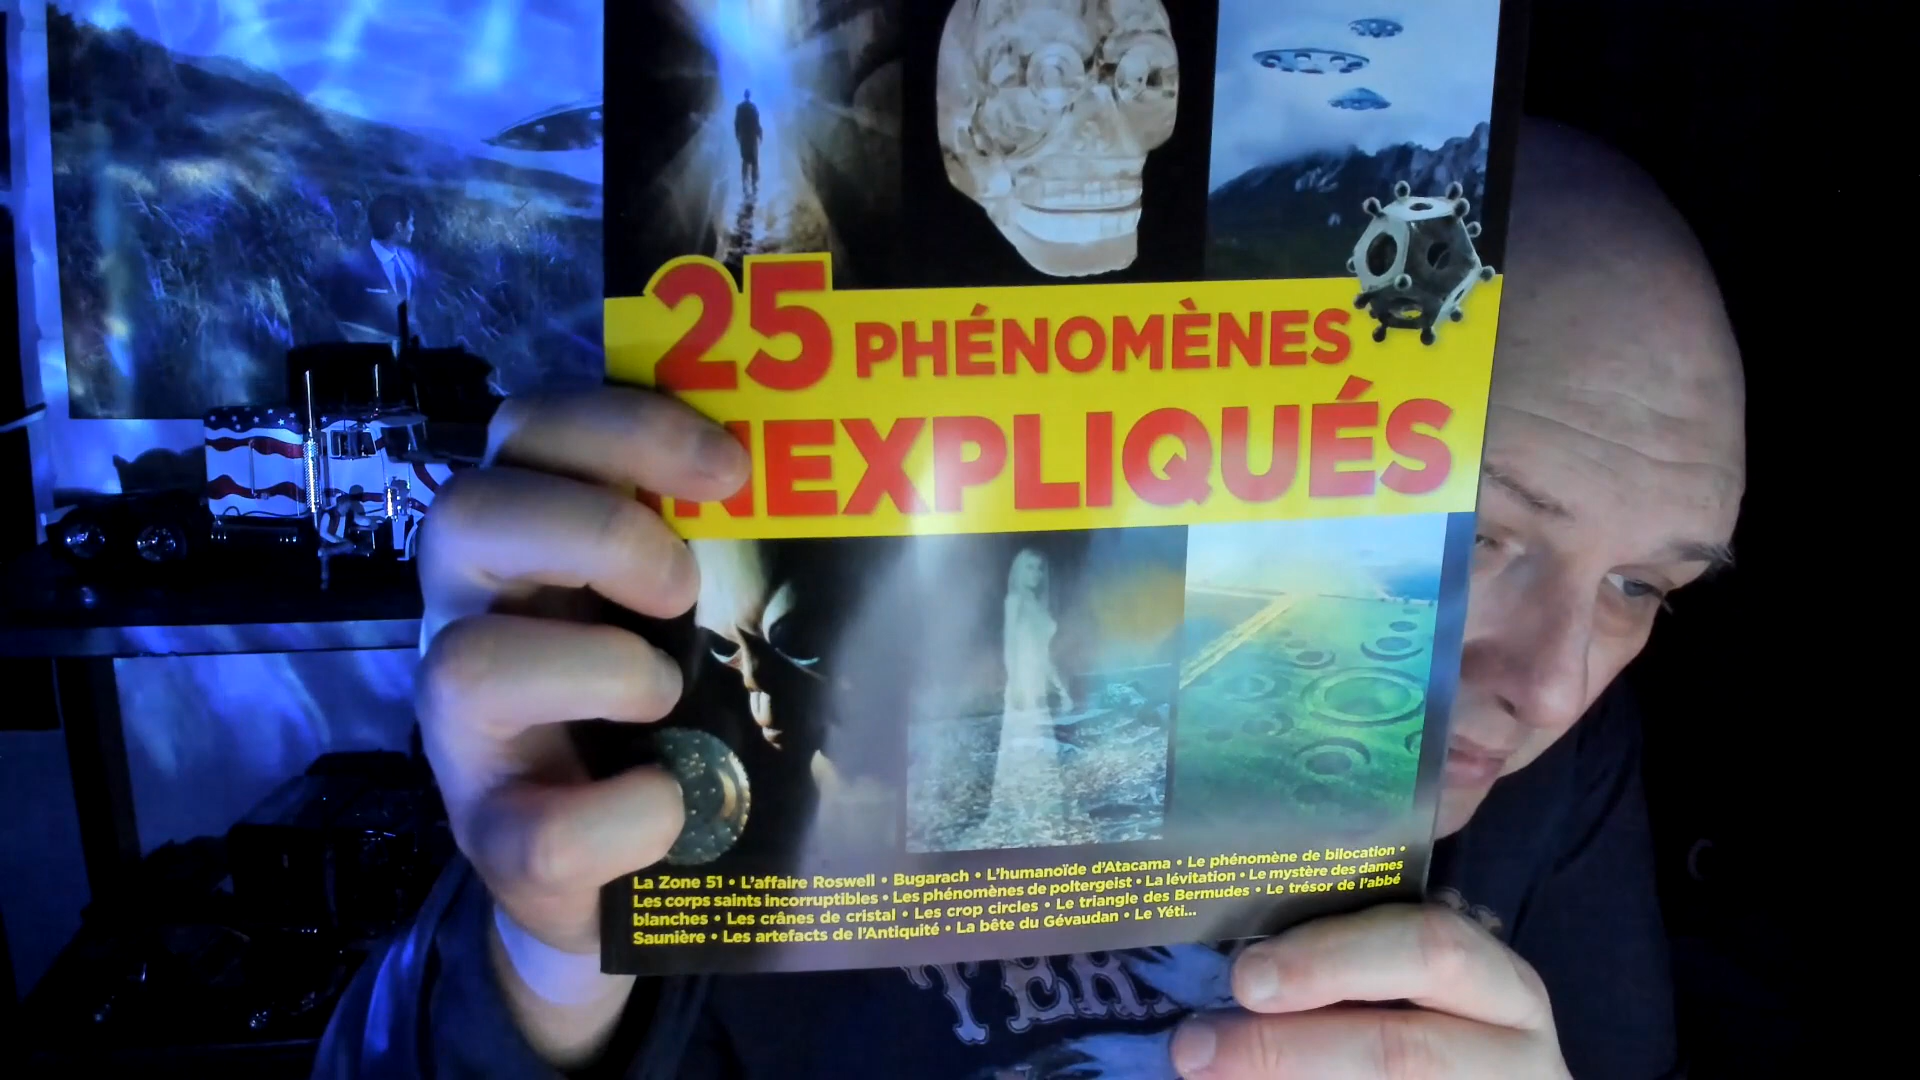 25 PHÉNOMÈNES
INEXPLIQUÉS
La Zone 51 • L'affaire Roswell • Bugarach • L'humanoïde d'Atacama • Le phénomène de bilocation •
Les corps saints incorruptibles • Les phénomènes de poltergeist • La lévitation • Le mystère des dames
blanches • Les crânes de cristal • Les crop circles • Le triangle des Bermudes • Le trésor de l'abbé
Saunière • Les artefacts de l'Antiquité • La bête du Gévaudan • Le Yéti...